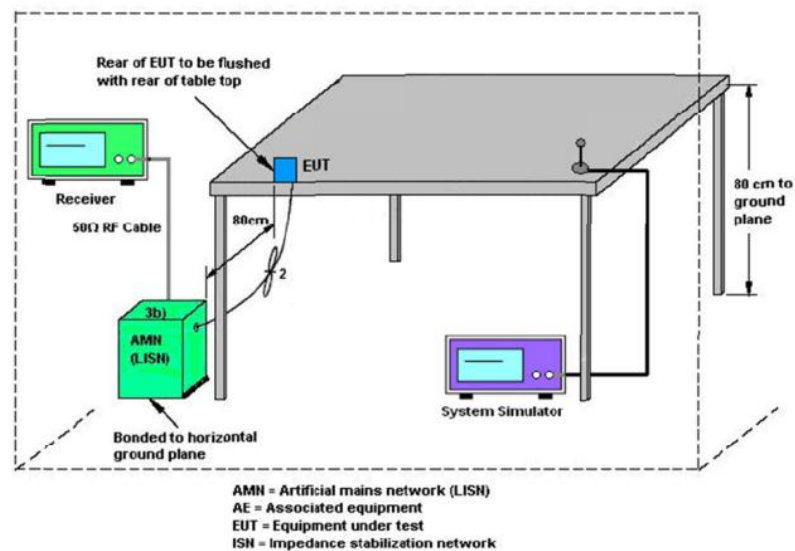 Rear of EUT to be flushed
with rear of table top
EUT
Receiver
50Ω RF Cable
80cm
80 cm to
ground
plane
2
3b)
AMN
(LISN)
System Simulator
Bonded to horizontal
ground plane
AMN = Artificial mains network (LISN)
AE = Associated equipment
EUT = Equipment under test
ISN = Impedance stabilization network